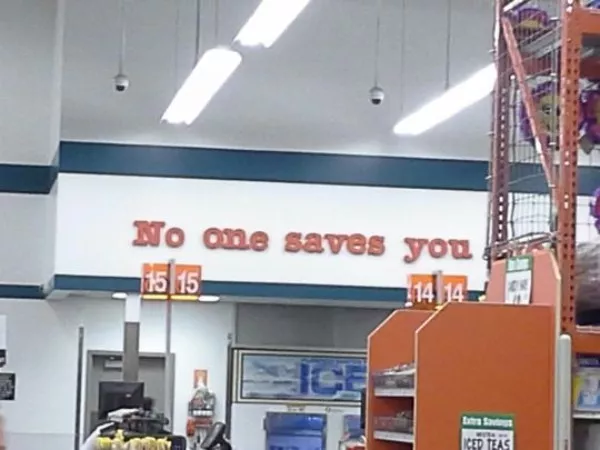 No one saves you
15 15
14 14
ICE
Extra Savings
ICED TEAS